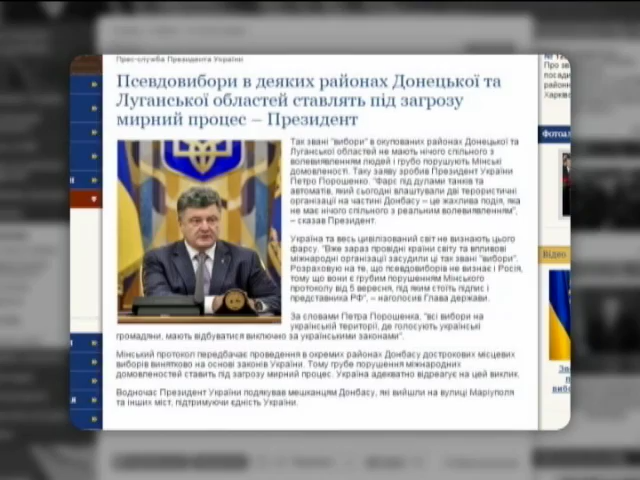 Прес-служба Президента України
Псевдовибори в деяких районах Донецької та
Луганської областей ставлять під загрозу
мирний процес – Президент
Так звані "вибори" в окупованих районах Донецької та
Луганської областей не мають нічого спільного з
волевиявленням людей і грубо порушують Мінські
домовленості. Таку заяву зробив Президент України
Петро Порошенко. "Фарс під дулами танків та
автоматів, який сьогодні влаштували дві терористичні
організації на частині Донбасу – це жахлива подія, яка
не має нічого спільного з реальним волевиявленням",
– сказав Президент.
Україна та весь цивілізований світ не визнають цього
фарсу. "Вже зараз провідні країни світу та впливові
міжнародні організації засудили ці так звані "вибори".
Розраховую на те, що псевдовиборів не визнає і Росія,
тому що вони є грубим порушенням Мінського
протоколу від 5 вересня, під яким стоїть підпис і
представника РФ", – наголосив Глава держави.
За словами Петра Порошенка, "всі вибори на
українській території, де голосують українські
громадяни, мають відбуватися виключно за українськими законами".
Мінський протокол передбачає проведення в окремих районах Донбасу дострокових місцевих
виборів винятково на основі законів України. Тому грубе порушення міжнародних
домовленостей ставить під загрозу мирний процес. Україна адекватно відреагує на цей виклик.
Водночас Президент України подякував мешканцям Донбасу, які вийшли на вулиці Маріуполя
та інших міст, підтримуючи єдність України.
Про зв
посади
районн
Харкі
Фотоал
Відео